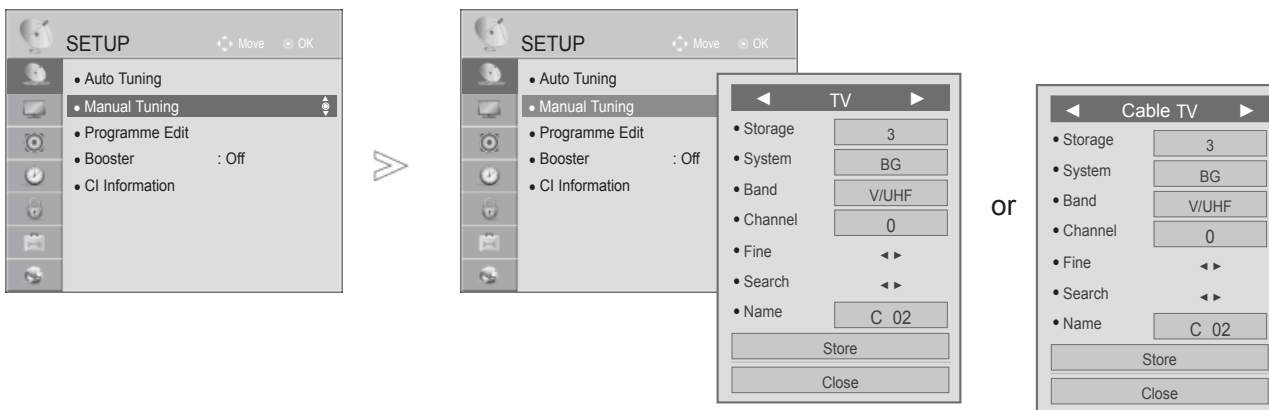 SETUP Move OK
• Auto Tuning
• Manual Tuning
• Programme Edit
• Booster : Off
• CI Information
SETUP Move OK
• Auto Tuning
• Manual Tuning
• Programme Edit
• Booster : Off
• CI Information
◄ TV ►
• Storage 3
• System BG
• Band V/UHF
• Channel 0
• Fine ◄ ►
• Search ◄ ►
• Name C 02
Store
Close
or
◄ Cable TV ►
• Storage 3
• System BG
• Band V/UHF
• Channel 0
• Fine ◄ ►
• Search ◄ ►
• Name C 02
Store
Close